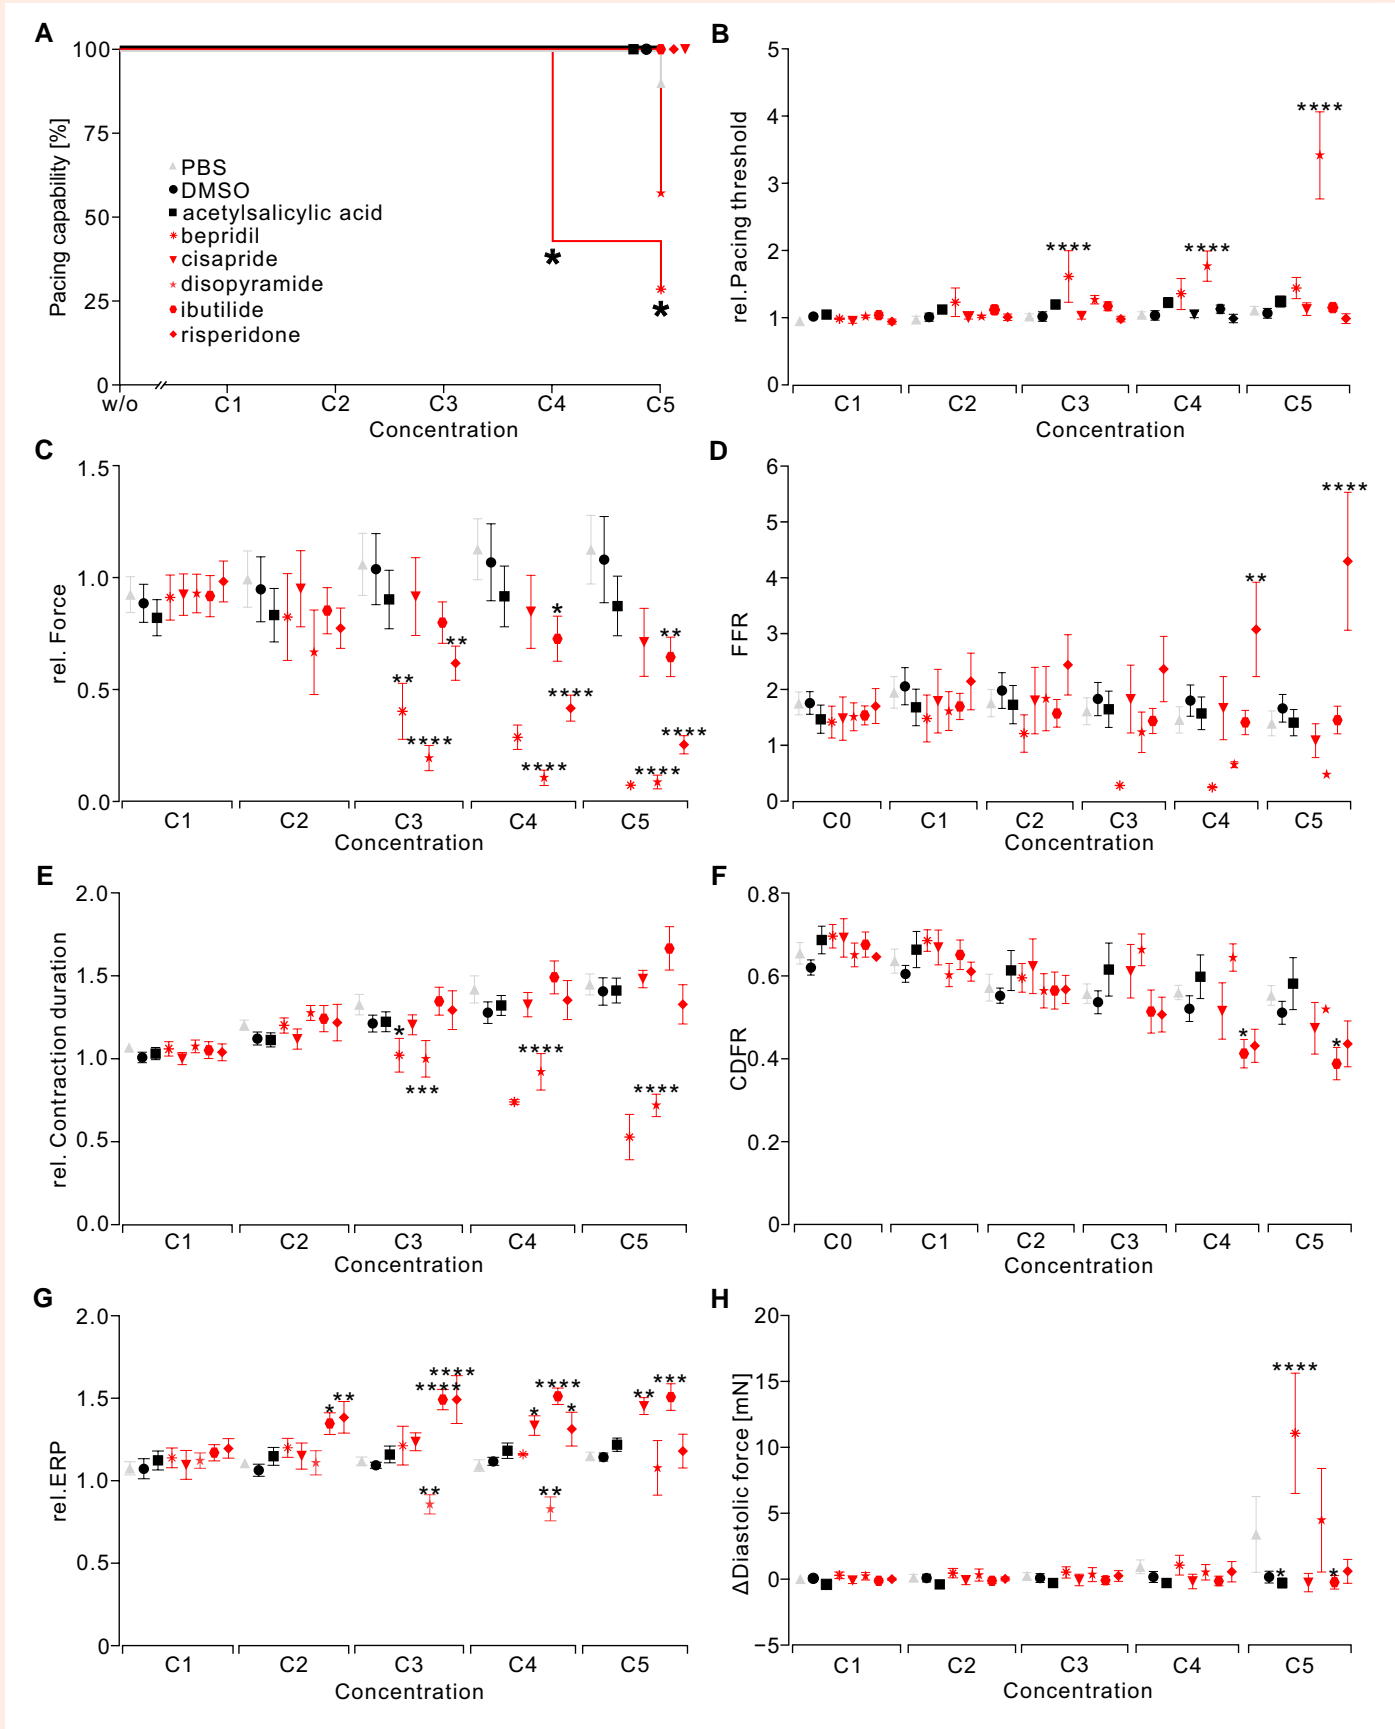 A
Pacing capability [%]
100
75
50
25
0
PBS
DMSO
acetylsalicylic acid
bepridil
cisapride
disopyramide
ibutilide
risperidone
*
*
w/o
C1
C2
C3
C4
C5
Concentration
B
rel.Pacing threshold
5
4
3
2
1
0
****
****
****
C1
C2
C3
C4
C5
Concentration
C
rel. Force
1.5
1.0
0.5
0.0
**
****
**
*
****
****
**
****
****
C1
C2
C3
C4
C5
Concentration
D
FFR
6
5
4
3
2
1
0
**
****
C0
C1
C2
C3
C4
C5
Concentration
E
rel. Contraction duration
2.0
1.5
1.0
0.5
0.0
*
***
****
****
C1
C2
C3
C4
C5
Concentration
F
CDFR
0.8
0.6
0.4
0.2
0
*
*
C0
C1
C2
C3
C4
C5
Concentration
G
rel.ERP
2.0
1.5
1.0
0.5
0
*
**
**
****
****
*
**
****
*
**
***
C1
C2
C3
C4
C5
Concentration
H
ΔDiastolic force [mN]
20
15
10
5
0
−5
****
*
*
C1
C2
C3
C4
C5
Concentration